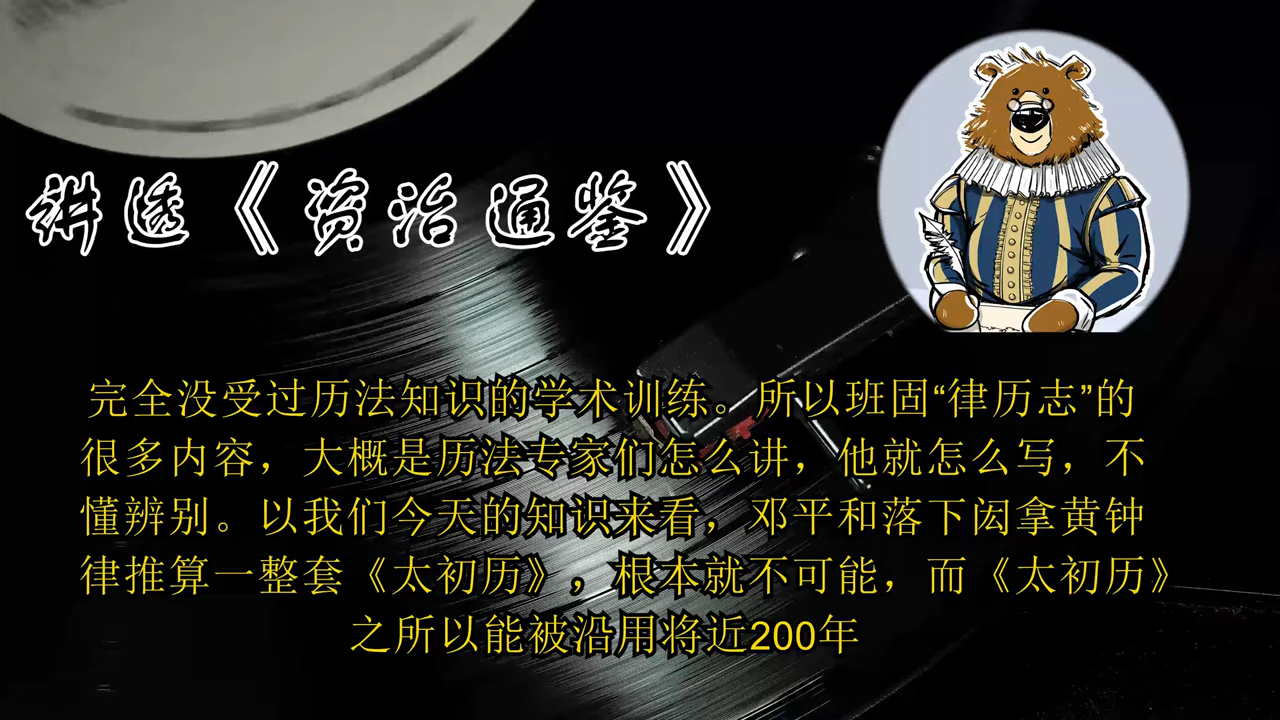 讲透《资治通鉴》
完全没受过历法知识的学术训练。所以班固“律历志”的
很多内容，大概是历法专家们怎么讲，他就怎么写，不
懂辨别。以我们今天的知识来看，邓平和落下闳拿黄钟
律推算一整套《太初历》，根本就不可能，而《太初历》
之所以能被沿用将近200年